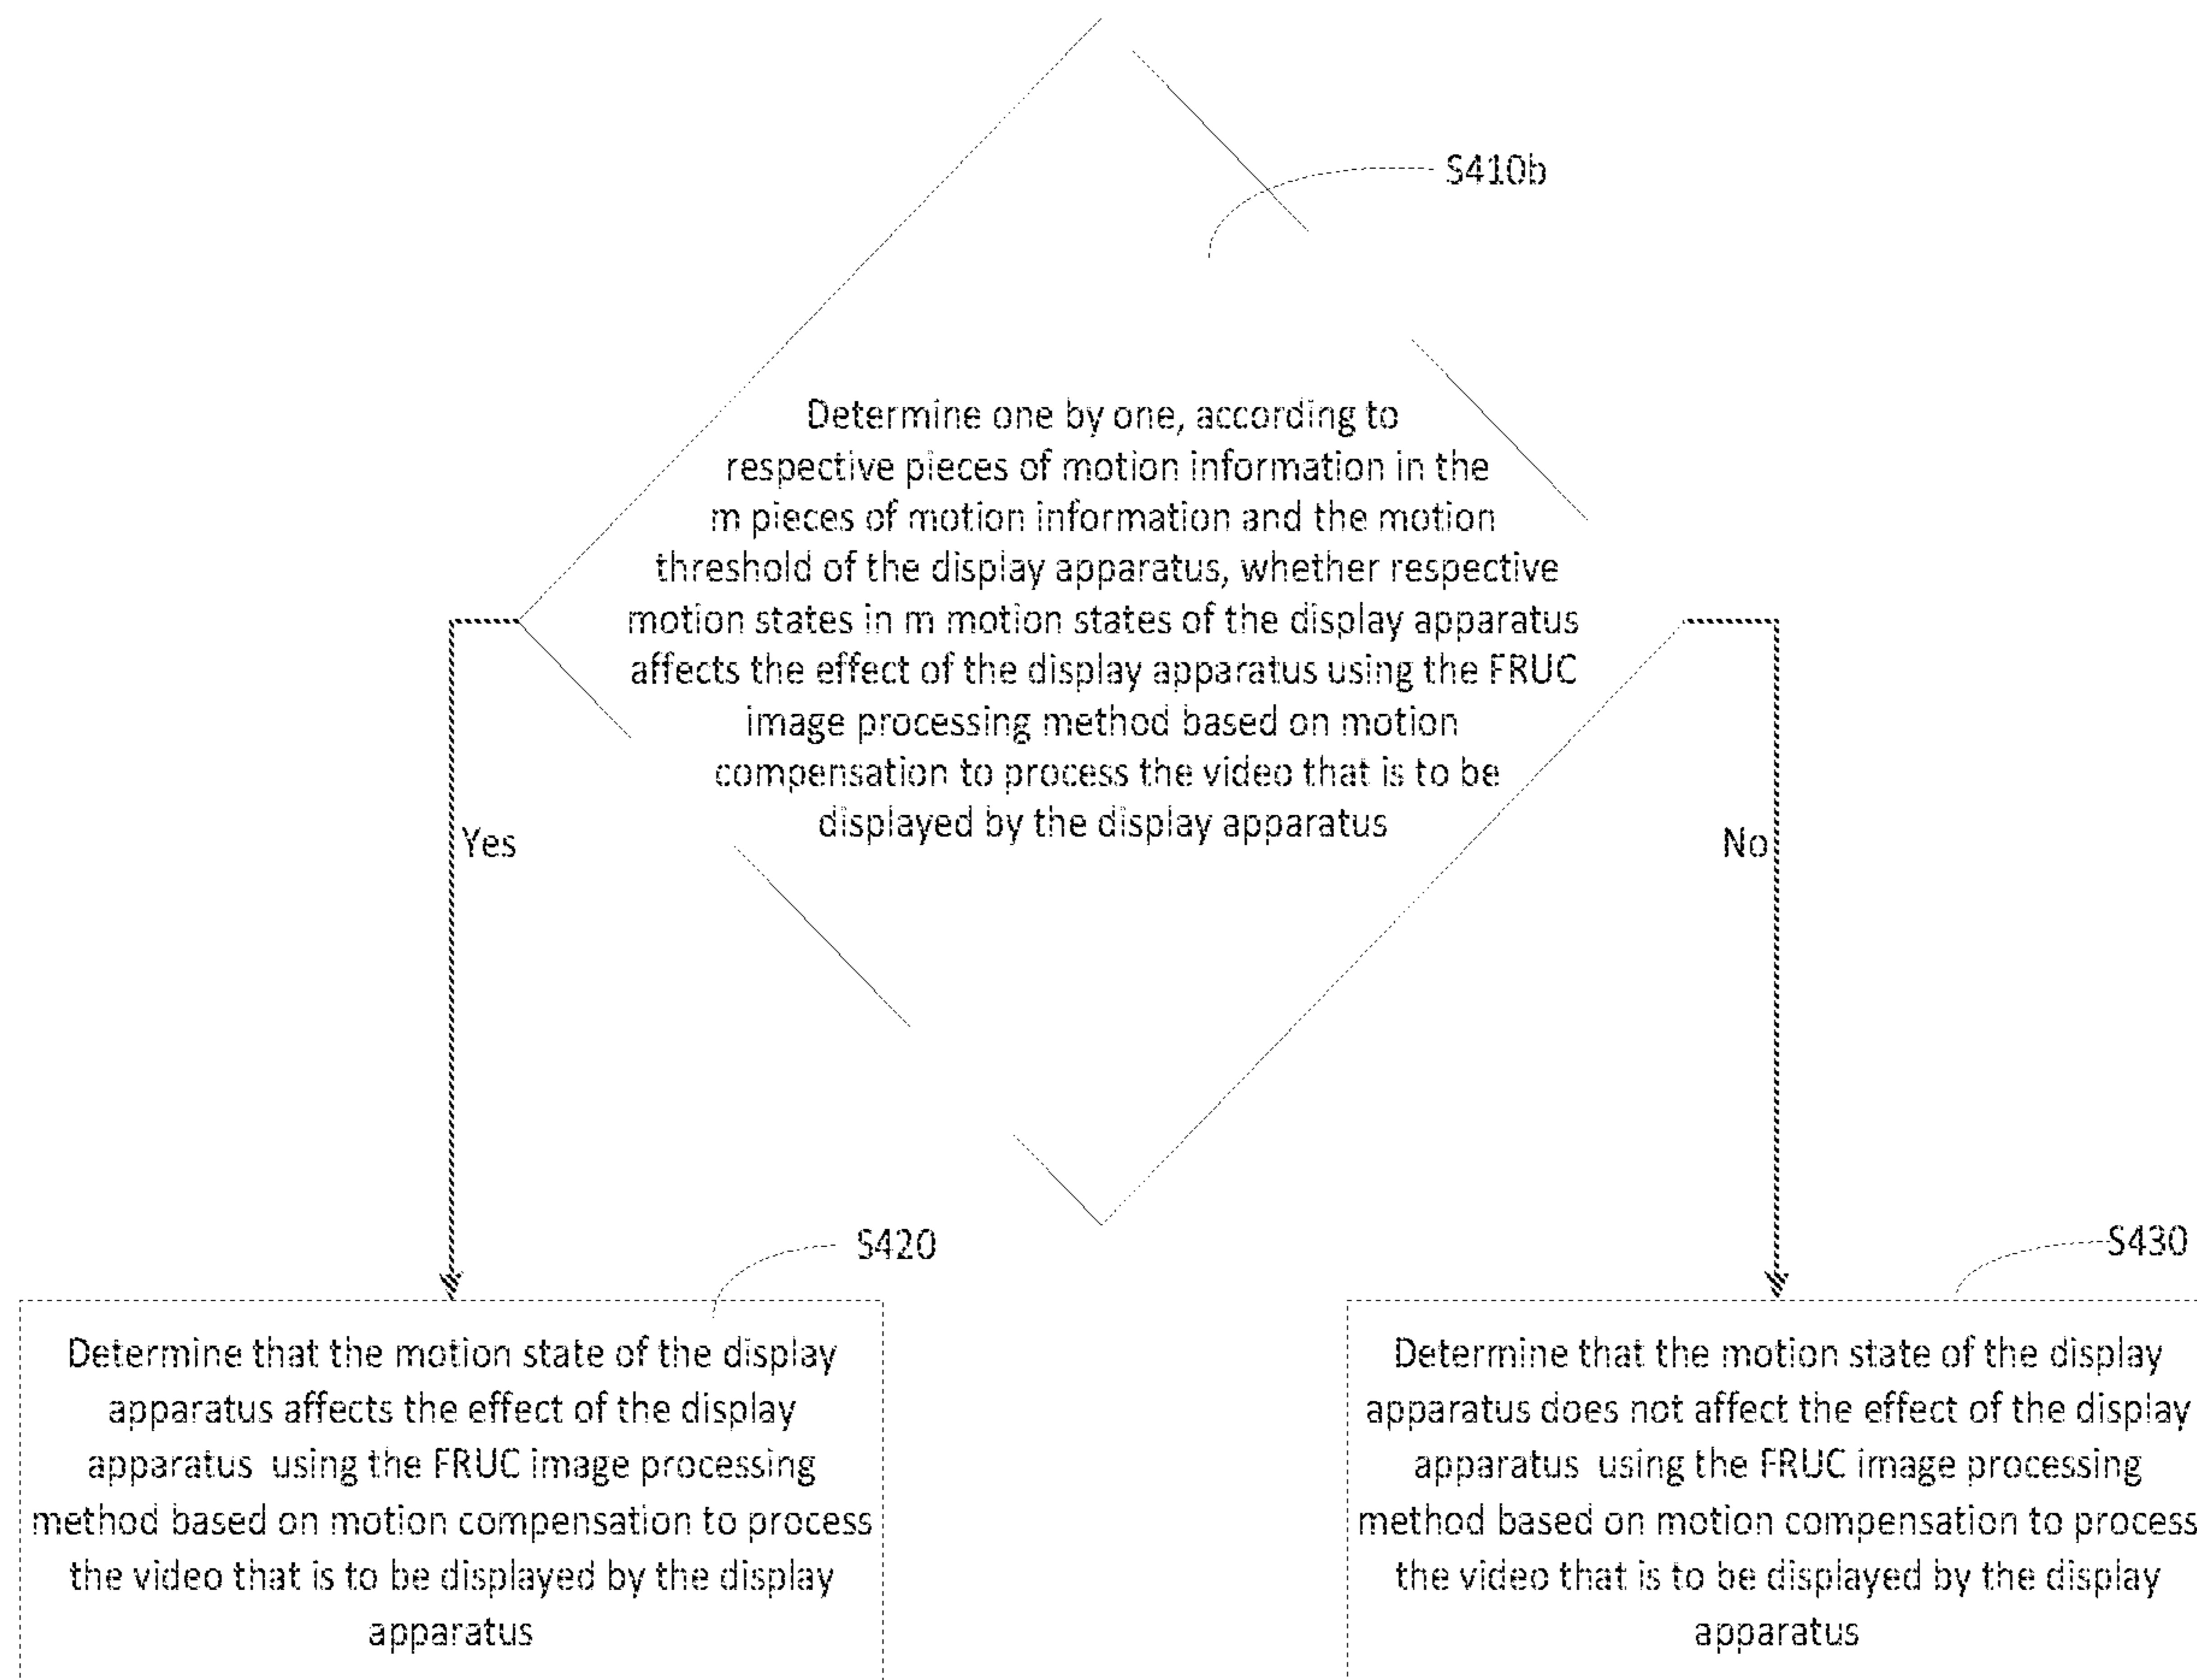 S410b
Determine one by one, according to
respective pieces of motion information in the
m pieces of motion information and the motion
threshold of the display apparatus, whether respective
motion states in m motion states of the display apparatus
affects the effect of the display apparatus using the FRUC
image processing method based on motion
compensation to process the video that is to be
displayed by the display apparatus
Yes
No
S420
S430
Determine that the motion state of the display
apparatus affects the effect of the display
apparatus using the FRUC image processing
method based on motion compensation to process
the video that is to be displayed by the display
apparatus
Determine that the motion state of the display
apparatus does not affect the effect of the display
apparatus using the FRUC image processing
method based on motion compensation to process
the video that is to be displayed by the display
apparatus